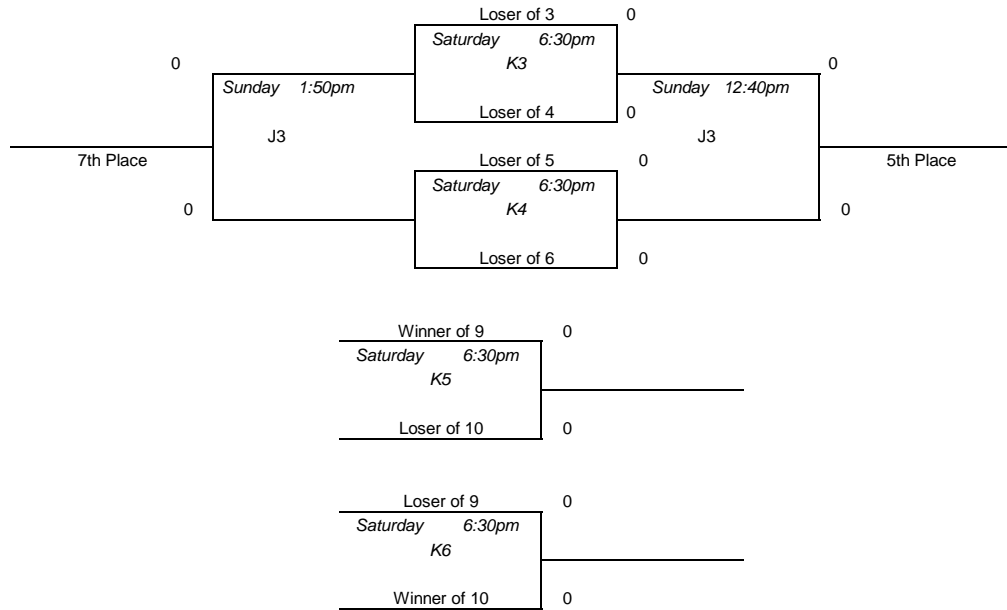 Loser of 3 0
Saturday 6:30pm
0 K3 0
Sunday 1:50pm Sunday 12:40pm
Loser of 4 0
J3 J3
7th Place Loser of 5 0 5th Place
Saturday 6:30pm
0 K4 0
Loser of 6 0
Winner of 9 0
Saturday 6:30pm
K5
Loser of 10 0
Loser of 9 0
Saturday 6:30pm
K6
Winner of 10 0